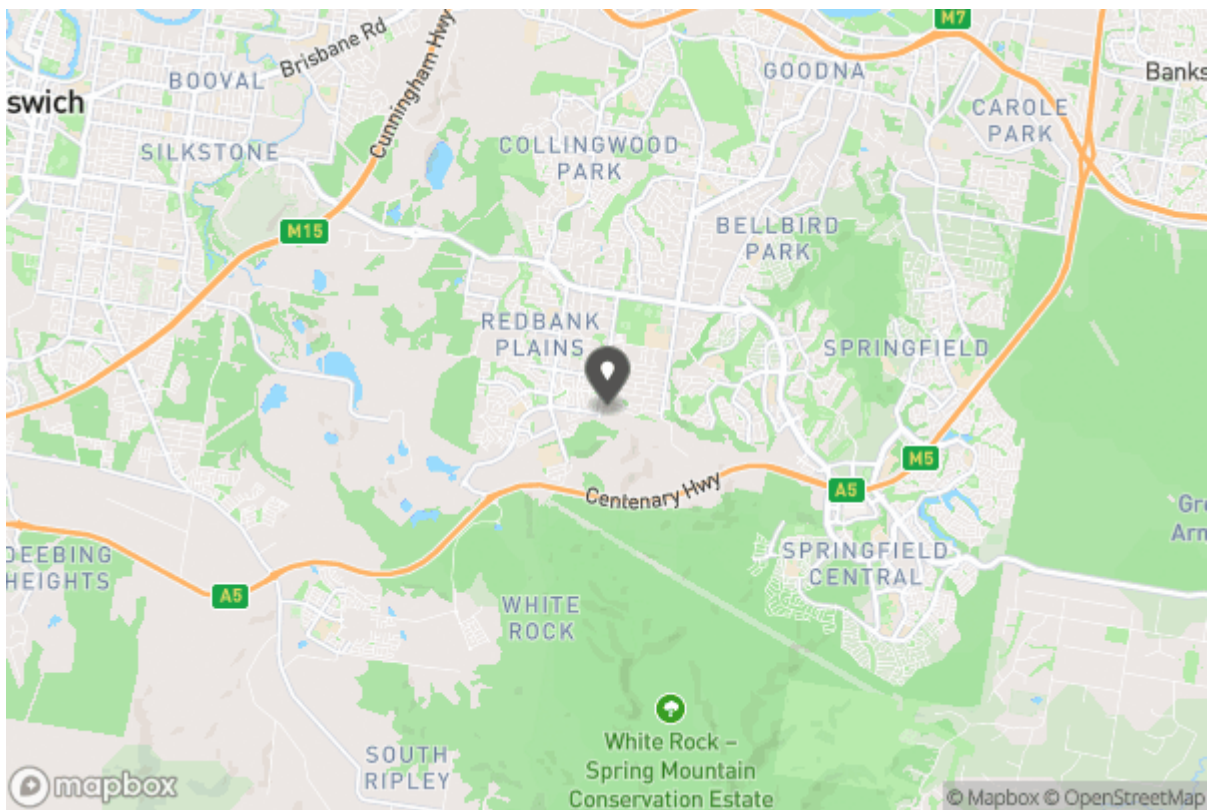 M7
Brisbane Rd
Cunningham Hwy
BOOVAL
GOODNA
Banks
swich
CAROLE
PARK
SILKSTONE
COLLINGWOOD
PARK
BELLBIRD
PARK
M15
REDBANK
PLAINS
SPRINGFIELD
M5
Centenary Hwy
A5
Gre
Arm
DEEBING
HEIGHTS
SPRINGFIELD
CENTRAL
A5
WHITE
ROCK
White Rock –
Spring Mountain
Conservation Estate
SOUTH
RIPLEY
mapbox
© Mapbox © OpenStreetMap